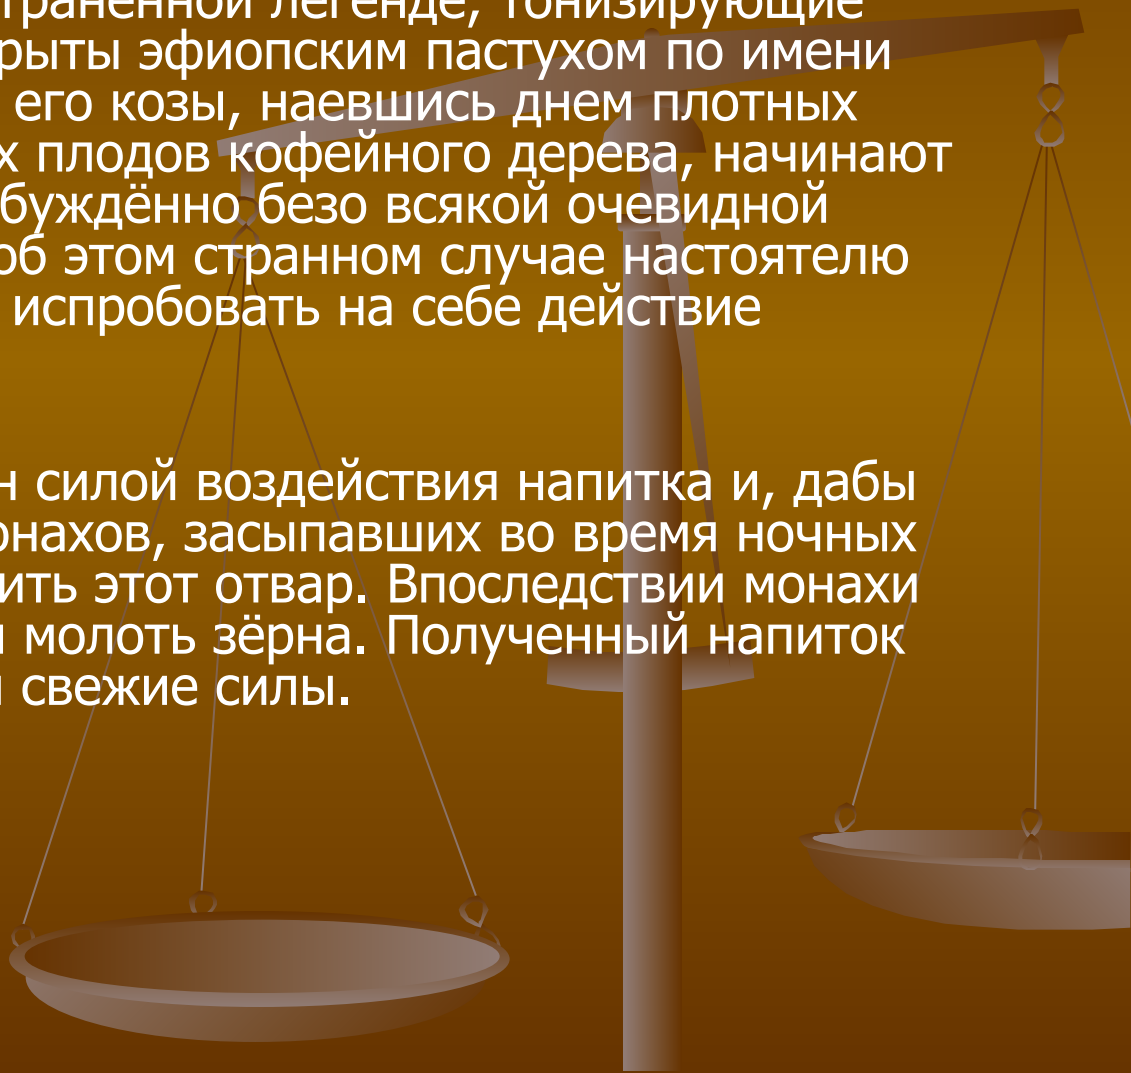 траненной легенде, тонизирующие
рыты эфиопским пастухом по имени
его козы, наевшись днем плотных
х плодов кофейного дерева, начинают
буждённо безо всякой очевидной
об этом странном случае настоятелю
испробовать на себе действие
н силой воздействия напитка и, дабы
онахов, засыпавших во время ночных
ить этот отвар. Впоследствии монахи
и молоть зёрна. Полученный напиток
и свежие силы.